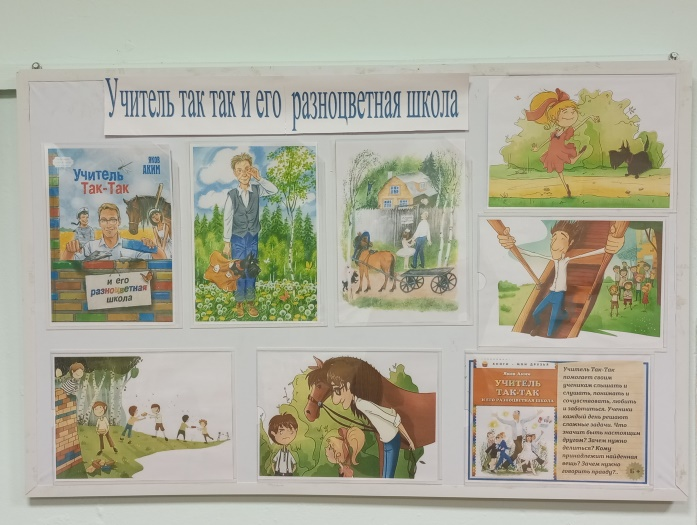 Учитель так так и его разноцветная школа
Учитель
Так-Так
ЯКОВ
АКИМ
и его
разноцветная
школа
КНИГИ - МОИ ДРУЗЬЯ
Яков Аким
УЧИТЕЛЬ
ТАК-ТАК
И ЕГО РАЗНОЦВЕТНАЯ ШКОЛА
Учитель Так-Так
помогает своим
ученикам слышать и
слушать, понимать и
сочувствовать, любить
и заботиться. Ученики
каждый день решают
сложные задачи. Что
значит быть настоящим
другом? Зачем нужно
делиться? Кому
принадлежит найденная
вещь? Зачем нужно
говорить правду?..
6+